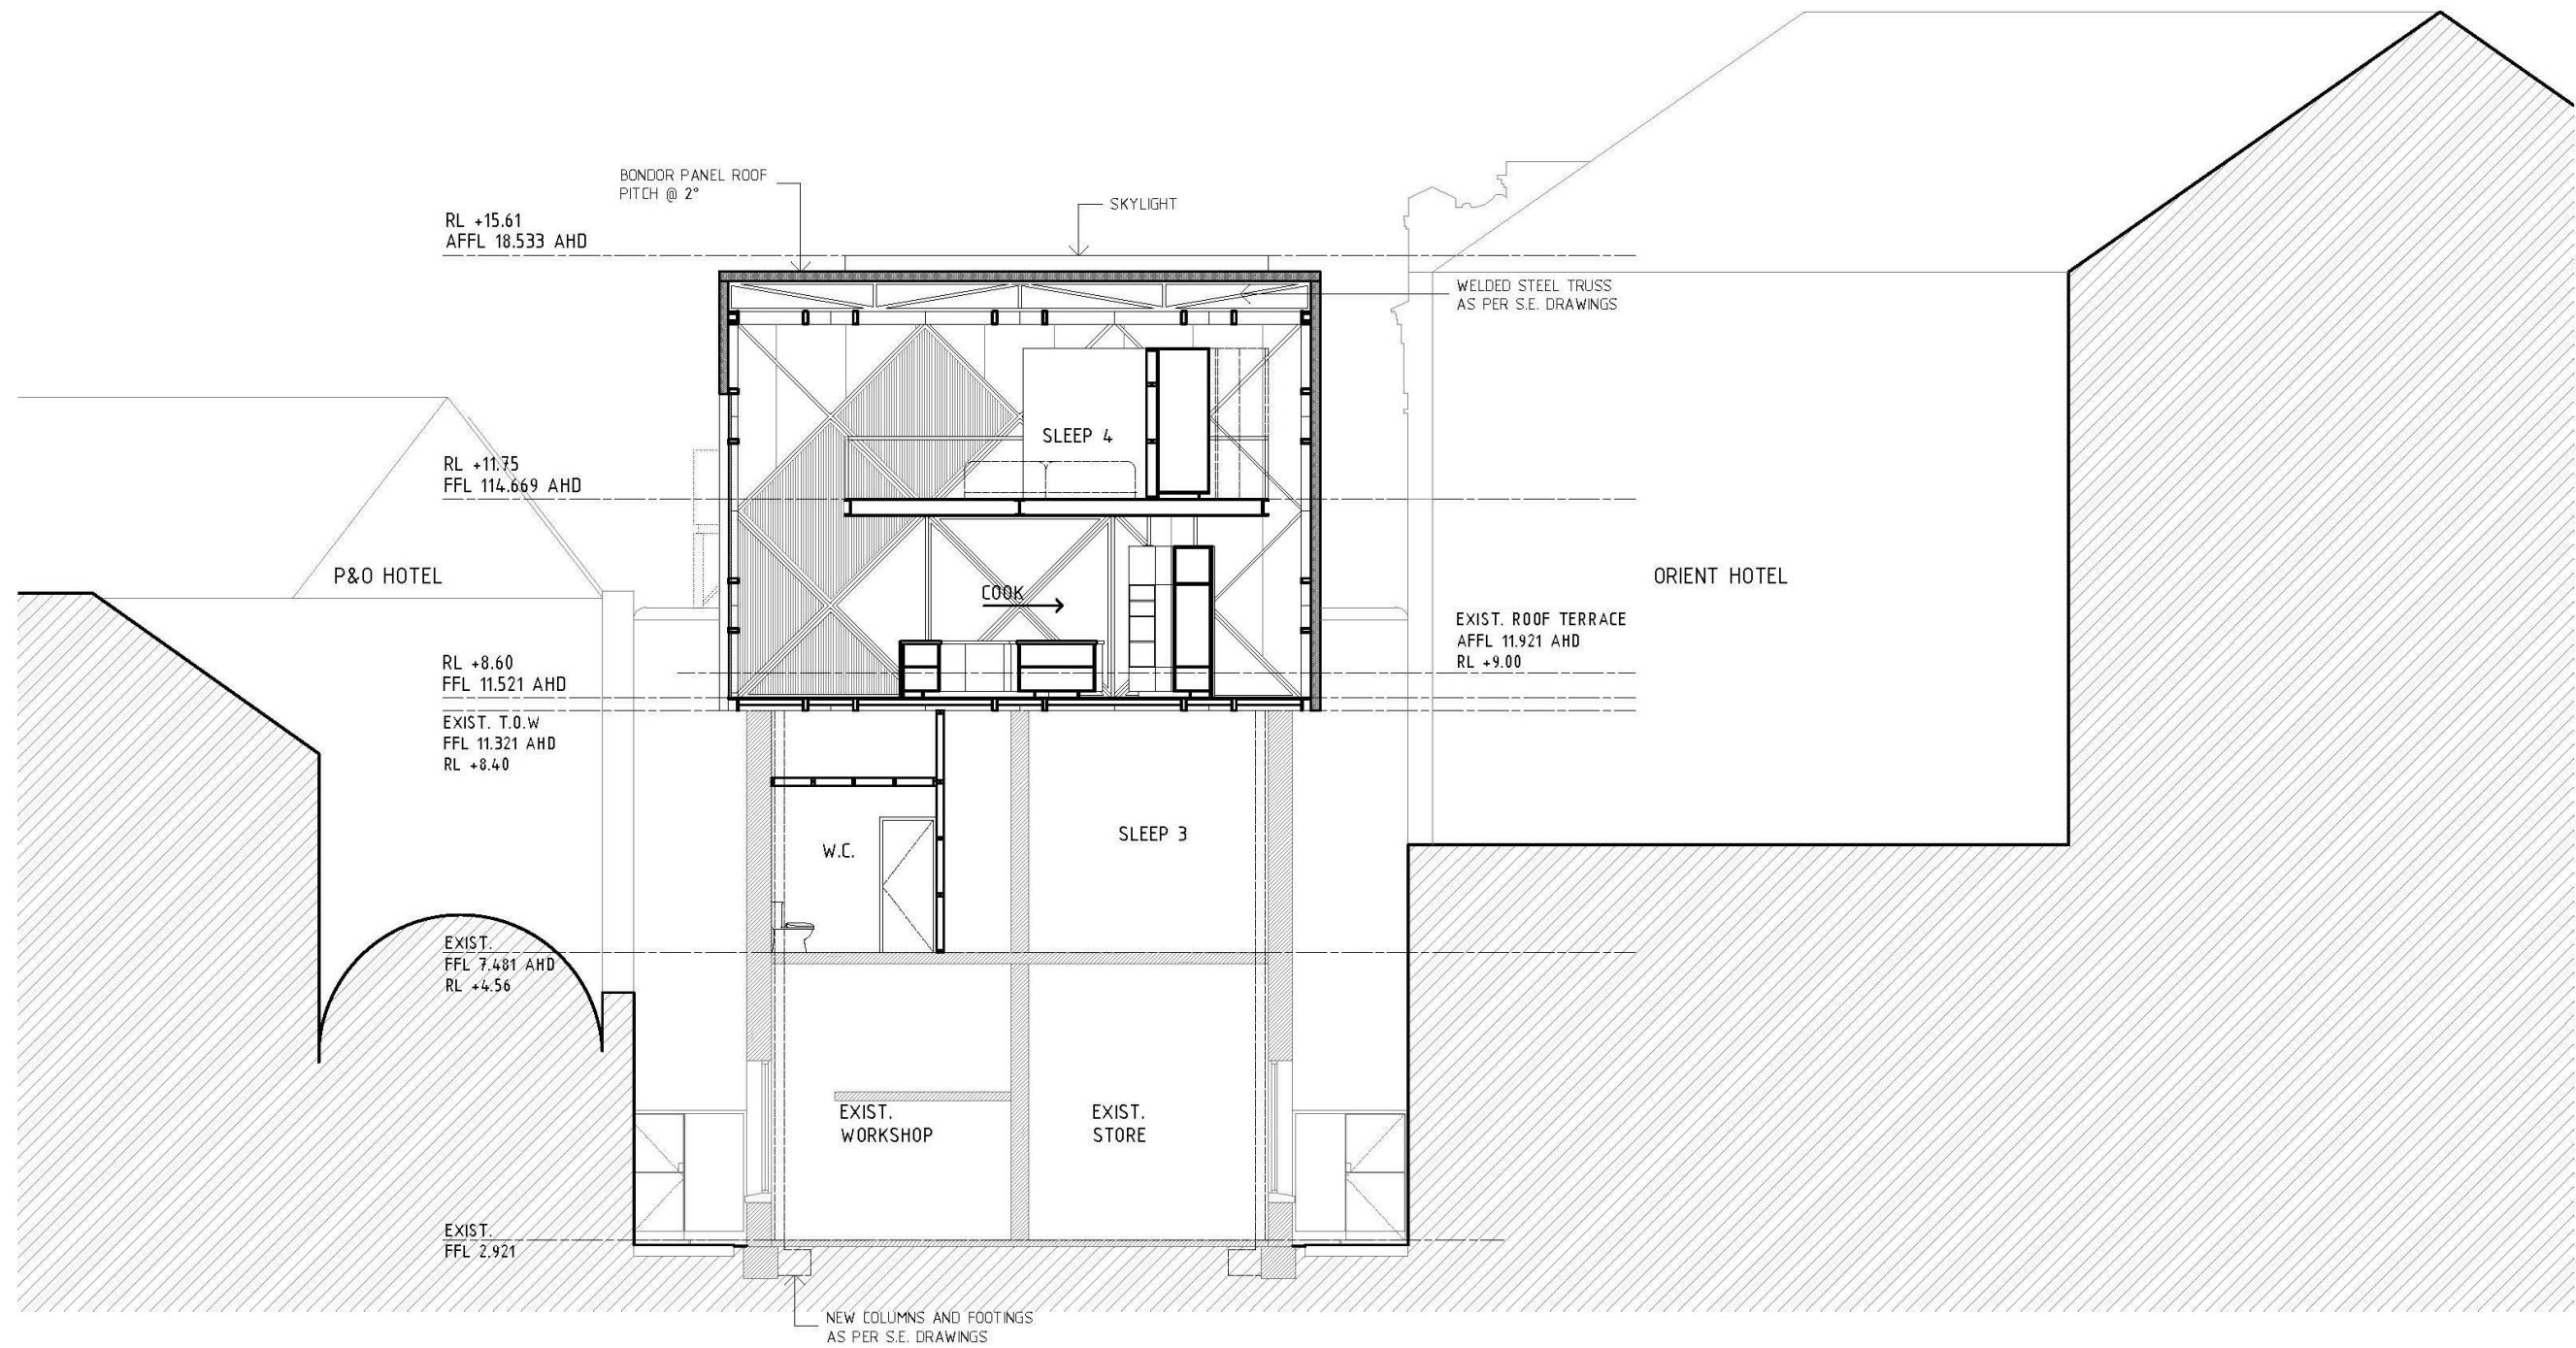 BONDOR PANEL ROOF
PITCH @ 2°
SKYLIGHT
RL +15.61
AFFL 18.533 AHD
WELDED STEEL TRUSS
AS PER S.E. DRAWINGS
SLEEP 4
RL +11.75
FFL 114.669 AHD
P&O HOTEL
ORIENT HOTEL
COOK
EXIST. ROOF TERRACE
AFFL 11.921 AHD
RL +9.00
RL +8.60
FFL 11.521 AHD
EXIST. T.O.W
FFL 11.321 AHD
RL +8.40
SLEEP 3
W.C.
EXIST.
FFL 7.481 AHD
RL +4.56
EXIST.
WORKSHOP
EXIST.
STORE
EXIST.
FFL 2.921
NEW COLUMNS AND FOOTINGS
AS PER S.E. DRAWINGS